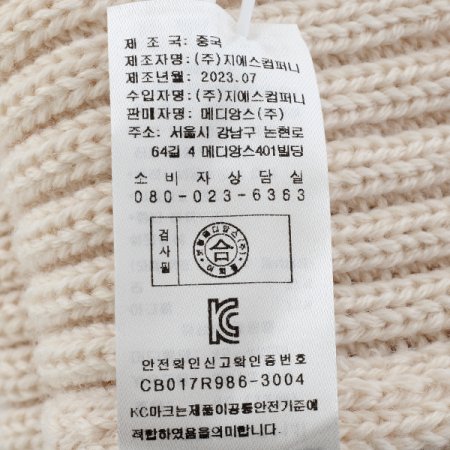 제 조 국: 중국
제조자명: (주)지에스컴퍼니
제조년월: 2023.07
수입자명: (주)지에스컴퍼니
판매자명: 메디앙스(주)
주소: 서울시 강남구 논현로
64길 4 메디앙스401빌딩
소 비 자 상 담 실
080-023-6363
검사필
합
KC
안전확인신고확인증번호
CB017R986-3004
KC마크는제품이공통안전기준에
적합하였음을의미합니다.